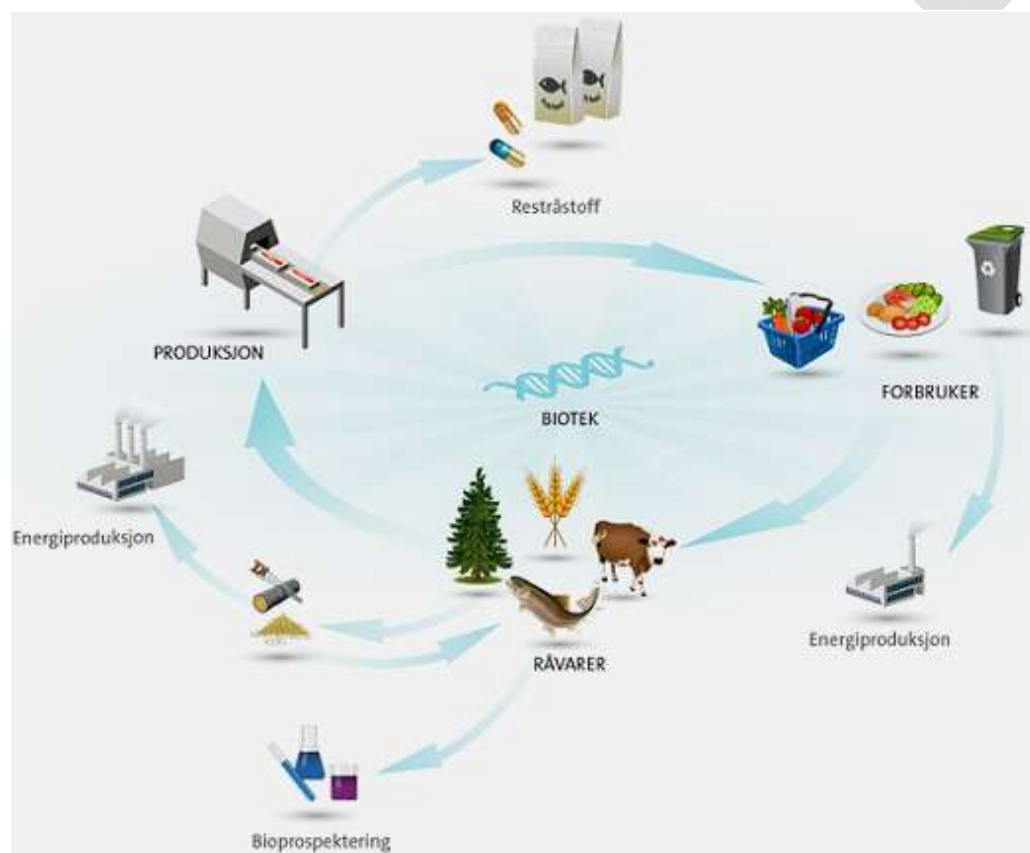 Restråstoff
PRODUKSJON
FORBRUKER
BIOTEK
Energiproduksjon
Energiproduksjon
RÅVARER
Bioprospektering